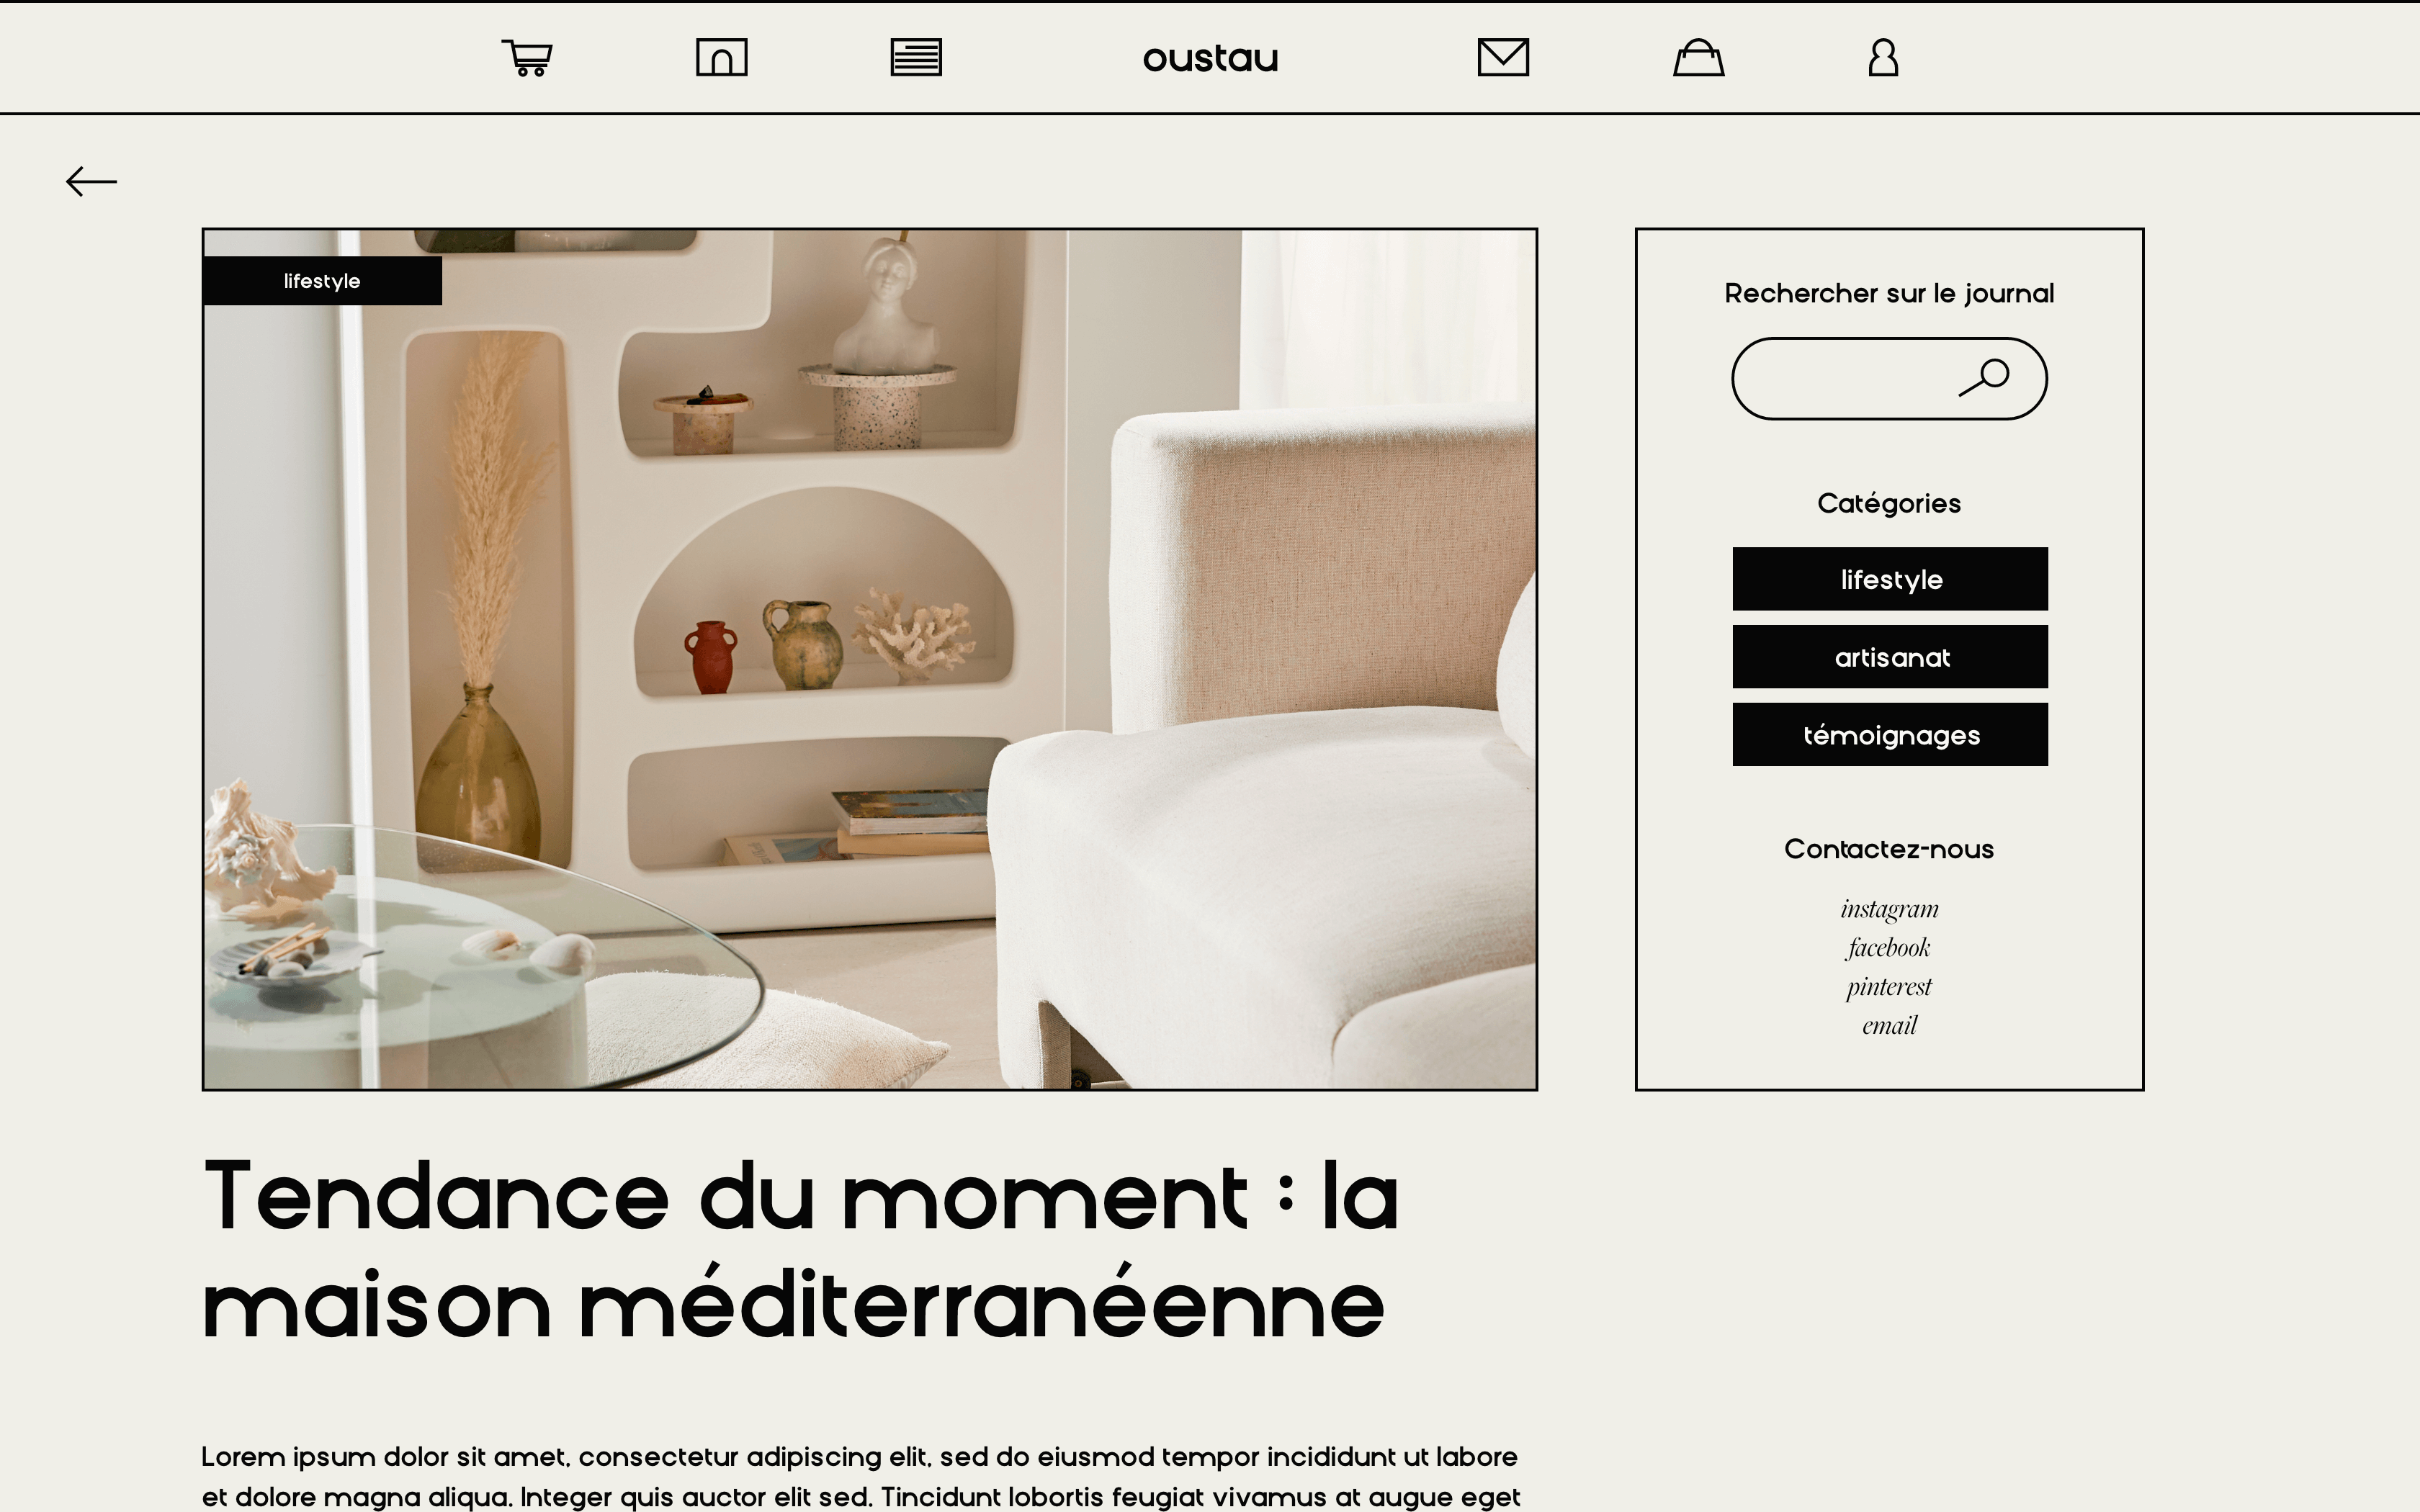 oustau
lifestyle
Rechercher sur le journal
Catégories
lifestyle
artisanat
témoignages
Contactez-nous
instagram
facebook
pinterest
email
Tendance du moment : la
maison méditerranéenne
Lorem ipsum dolor sit amet, consectetur adipiscing elit, sed do eiusmod tempor incididunt ut labore
et dolore magna aliqua. Integer quis auctor elit sed. Tincidunt lobortis feugiat vivamus at augue eget